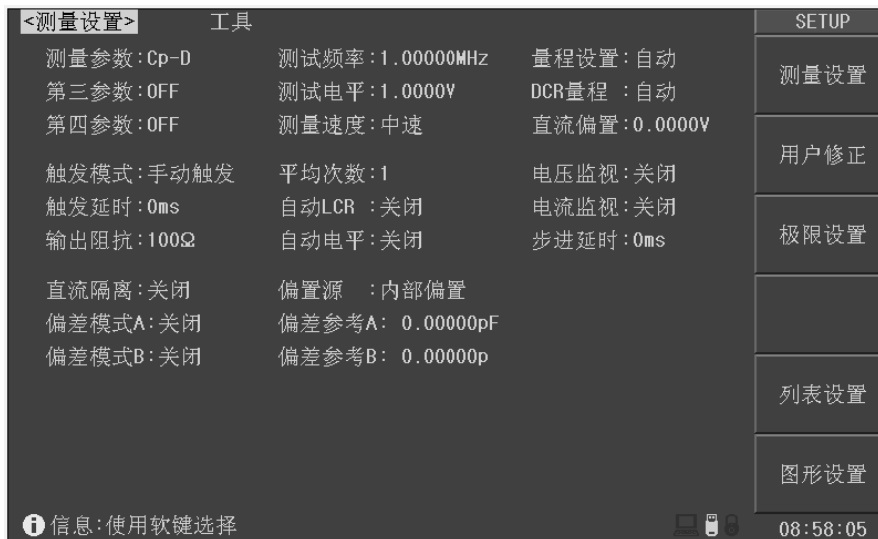 <测量设置> 工具 SETUP
测量参数:Cp-D 测试频率:1.00000MHz 量程设置:自动
第三参数:OFF 测试电平:1.0000V DCR量程 :自动
第四参数:OFF 测量速度:中速 直流偏置:0.0000V
触发模式:手动触发 平均次数:1 电压监视:关闭
触发延时:0ms 自动LCR :关闭 电流监视:关闭
输出阻抗:100Ω 自动电平:关闭 步进延时:0ms
直流隔离:关闭 偏置源 :内部偏置
偏差模式A:关闭 偏差参考A: 0.00000pF
偏差模式B:关闭 偏差参考B: 0.00000p
测量设置
用户修正
极限设置
列表设置
图形设置
信息:使用软键选择
08:58:05